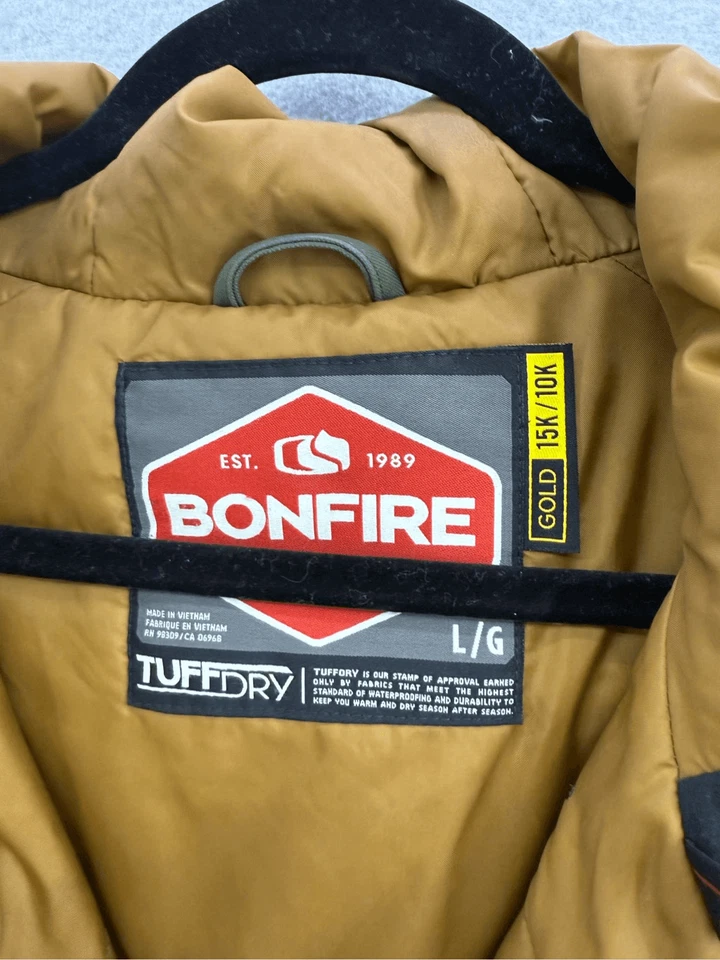 EST. 1989
BONFIRE
15K / 10K
GOLD
MADE IN VIETNAM
FABRIQUE EN VIETNAM
RN 98309/CA 06968
L/G
TUFFDRY
TUFFDRY IS OUR STAMP OF APPROVAL EARNED
ONLY BY FABRICS THAT MEET THE HIGHEST
STANDARD OF WATERPROOFING AND DURABILITY TO
KEEP YOU WARM AND DRY SEASON AFTER SEASON.